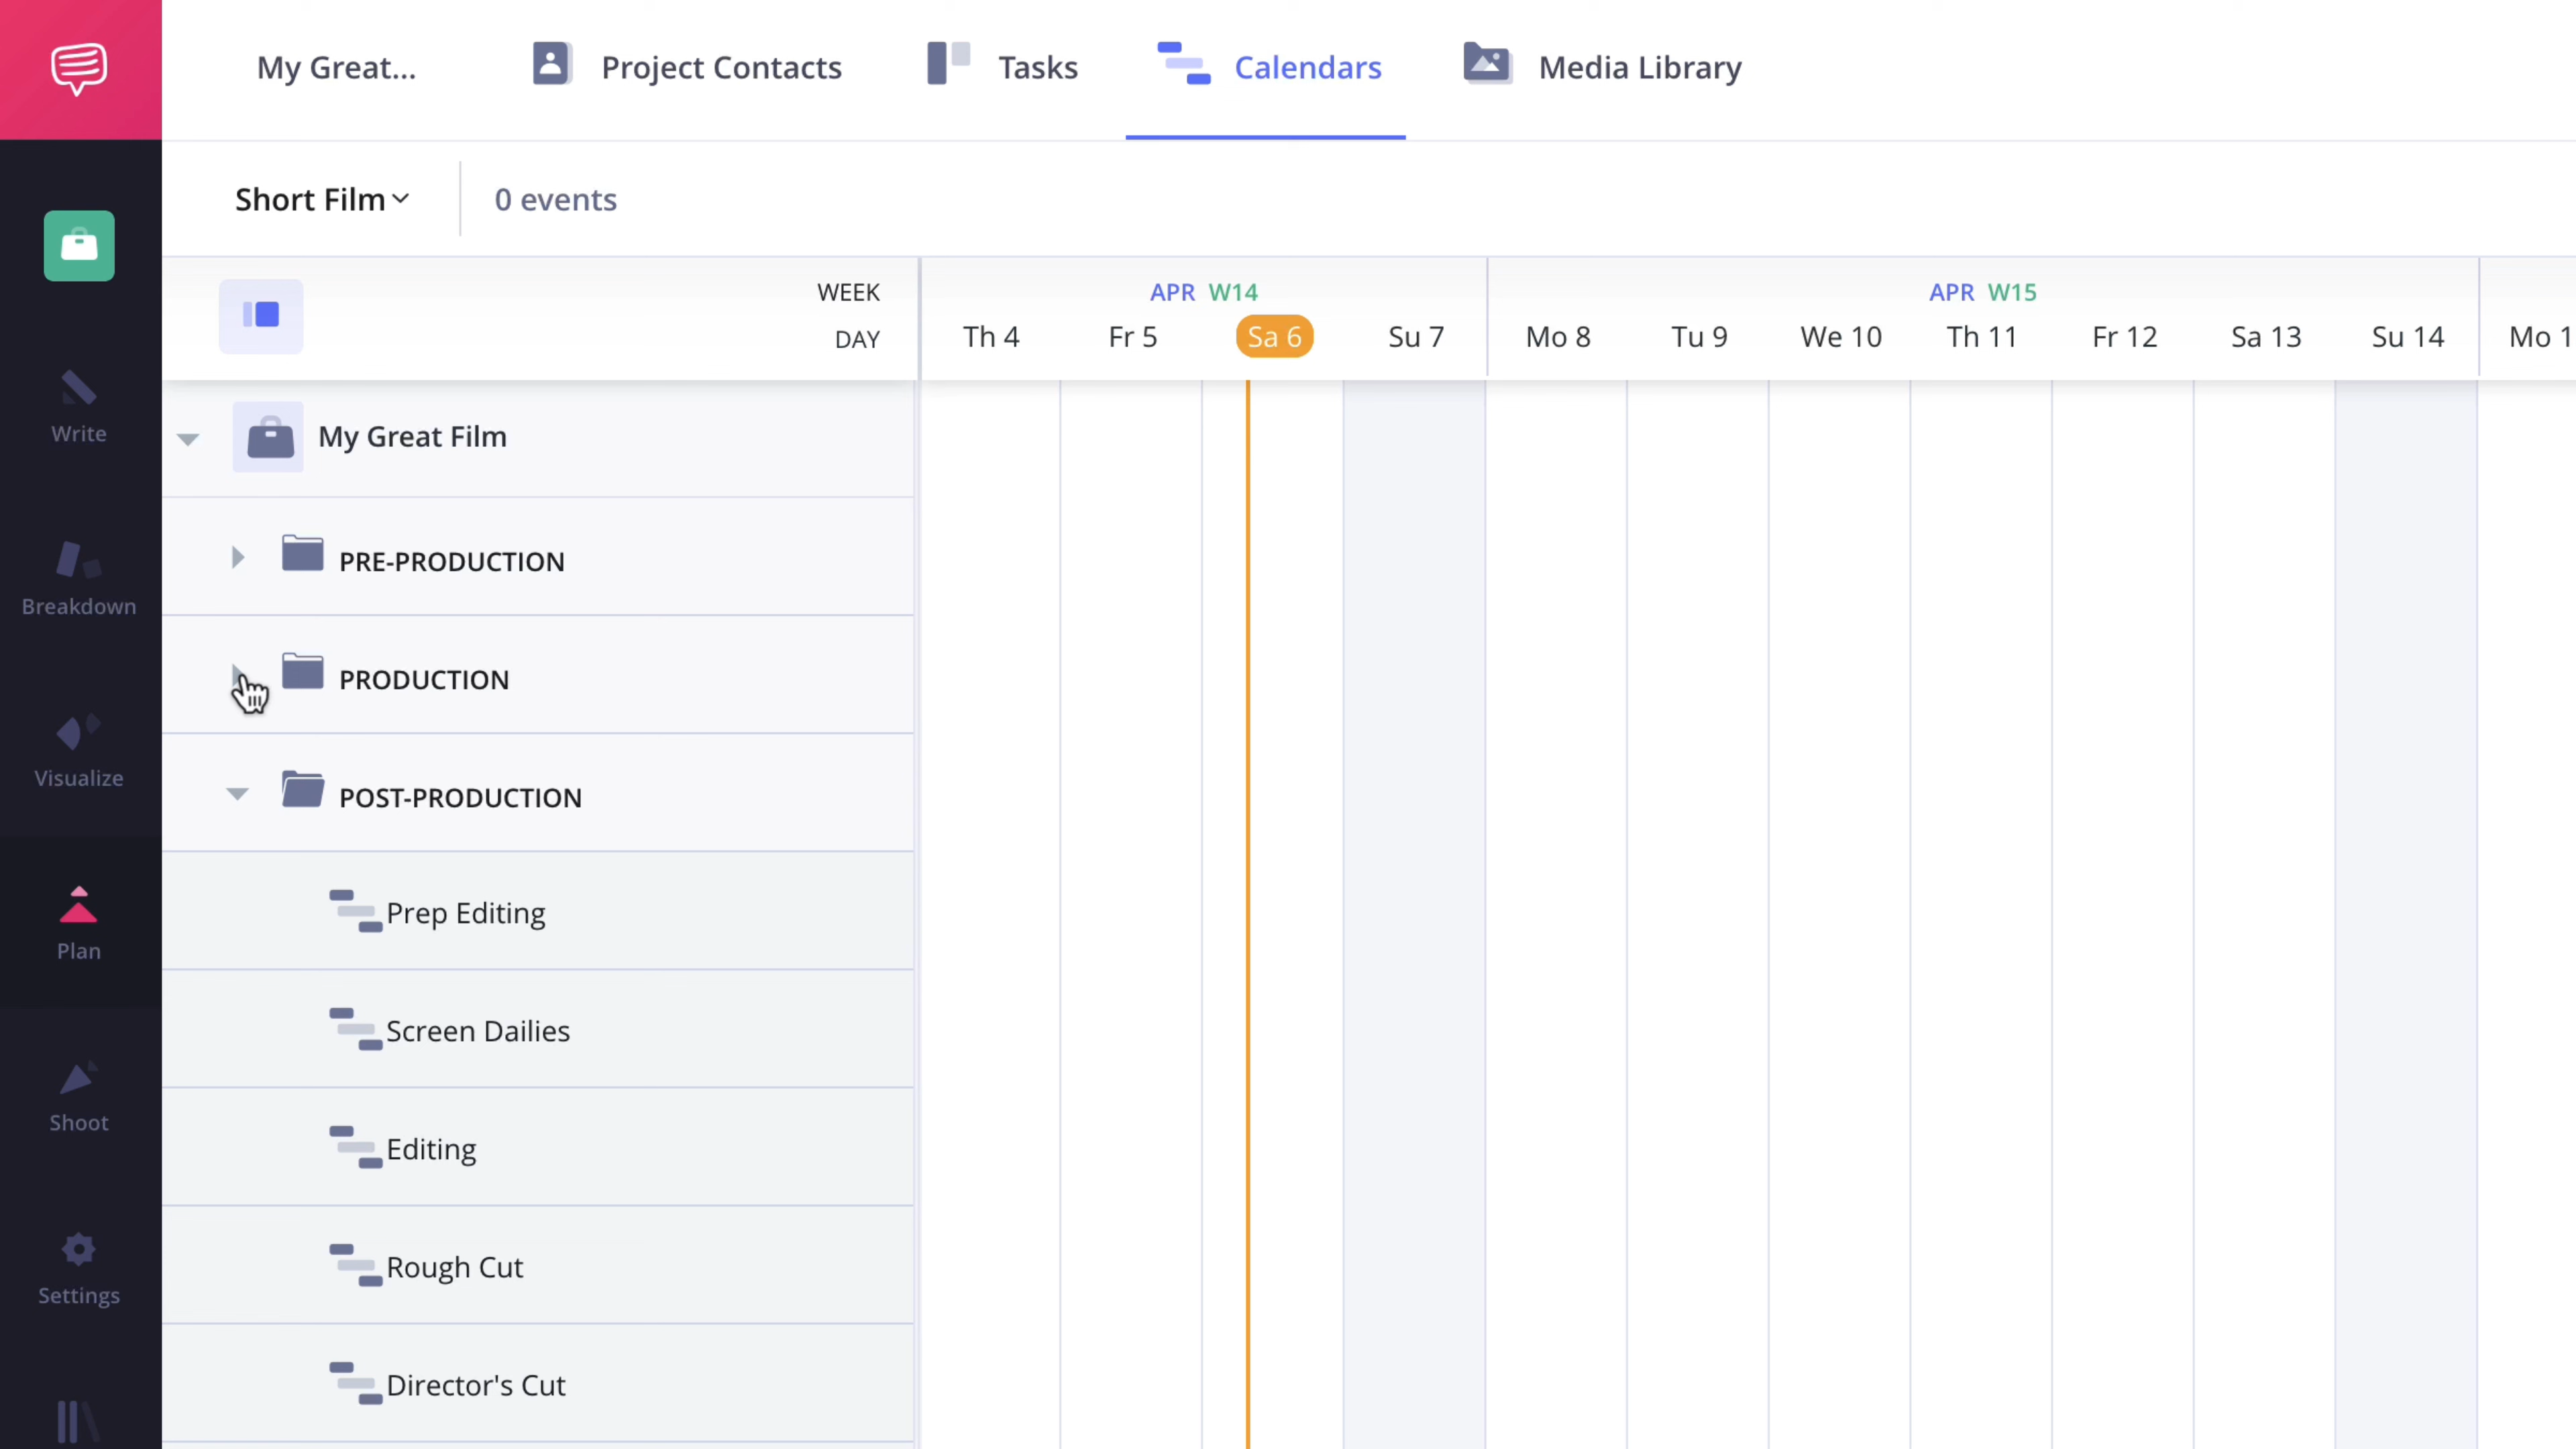 My Great...
Project Contacts
Tasks
Calendars
Media Library
Short Film
0 events
WEEK
DAY
APR W14
APR W15
Th 4
Fr 5
Sa 6
Su 7
Mo 8
Tu 9
We 10
Th 11
Fr 12
Sa 13
Su 14
Mo 1
My Great Film
PRE-PRODUCTION
PRODUCTION
POST-PRODUCTION
Prep Editing
Screen Dailies
Editing
Rough Cut
Director's Cut
Write
Breakdown
Visualize
Plan
Shoot
Settings